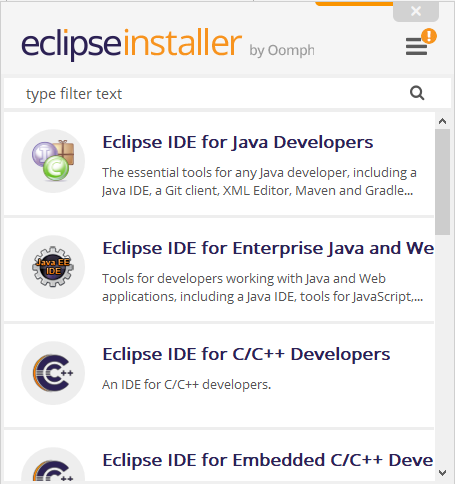 eclipseinstaller by Oomph
!
type filter text
Eclipse IDE for Java Developers
The essential tools for any Java developer, including a
Java IDE, a Git client, XML Editor, Maven and Gradle...
Java EE
IDE
Eclipse IDE for Enterprise Java and We
Tools for developers working with Java and Web
applications, including a Java IDE, tools for JavaScript,...
C++
Eclipse IDE for C/C++ Developers
An IDE for C/C++ developers.
C++
Eclipse IDE for Embedded C/C++ Deve